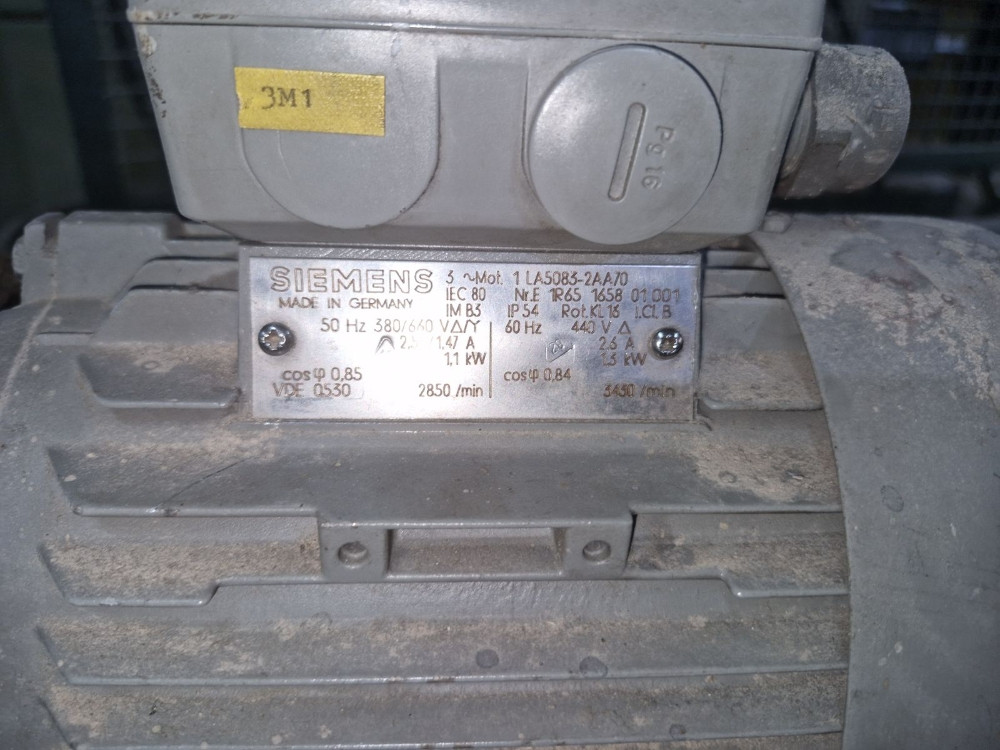 3M1
Pg 16
SIEMENS 3 ~Mot. 1 LA5083-2AA70
MADE IN GERMANY IEC 80 Nr.E 1R65 1658 01 001
IM B3 IP 54 Rot.KL 16 I.Cl. B
50 Hz 380/660 V Δ/Y 60 Hz 440 V Δ
1.47 A 2.6 A
1,1 kW 1.3 kW
cosφ 0,85 cosφ 0,84
VDE 0530 2850 /min 3430 /min